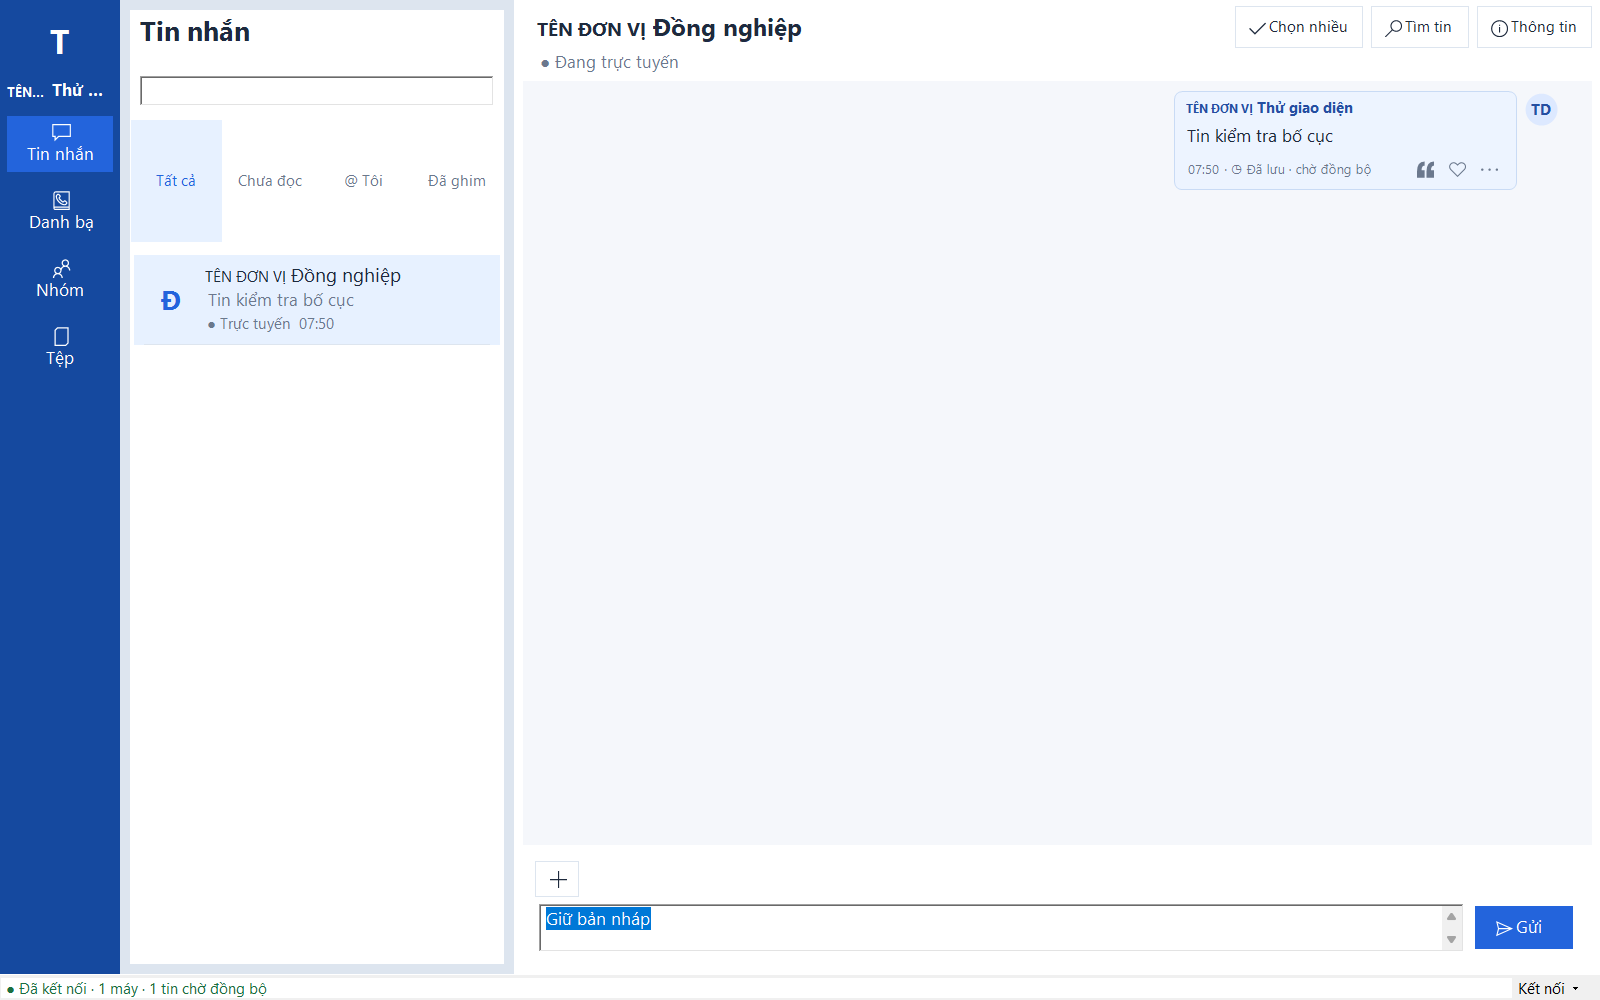 T
TÊN... Thử ...
Tin nhắn
Danh bạ
Nhóm
Tệp
Tin nhắn
Tất cả
Chưa đọc
@ Tôi
Đã ghim
Đ
TÊN ĐƠN VỊ Đồng nghiệp
Tin kiểm tra bố cục
● Trực tuyến 07:50
TÊN ĐƠN VỊ Đồng nghiệp
● Đang trực tuyến
Chọn nhiều
Tìm tin
Thông tin
TÊN ĐƠN VỊ Thử giao diện
TD
Tin kiểm tra bố cục
07:50 · ◷ Đã lưu · chờ đồng bộ
Giữ bản nháp
Gửi
● Đã kết nối · 1 máy · 1 tin chờ đồng bộ
Kết nối